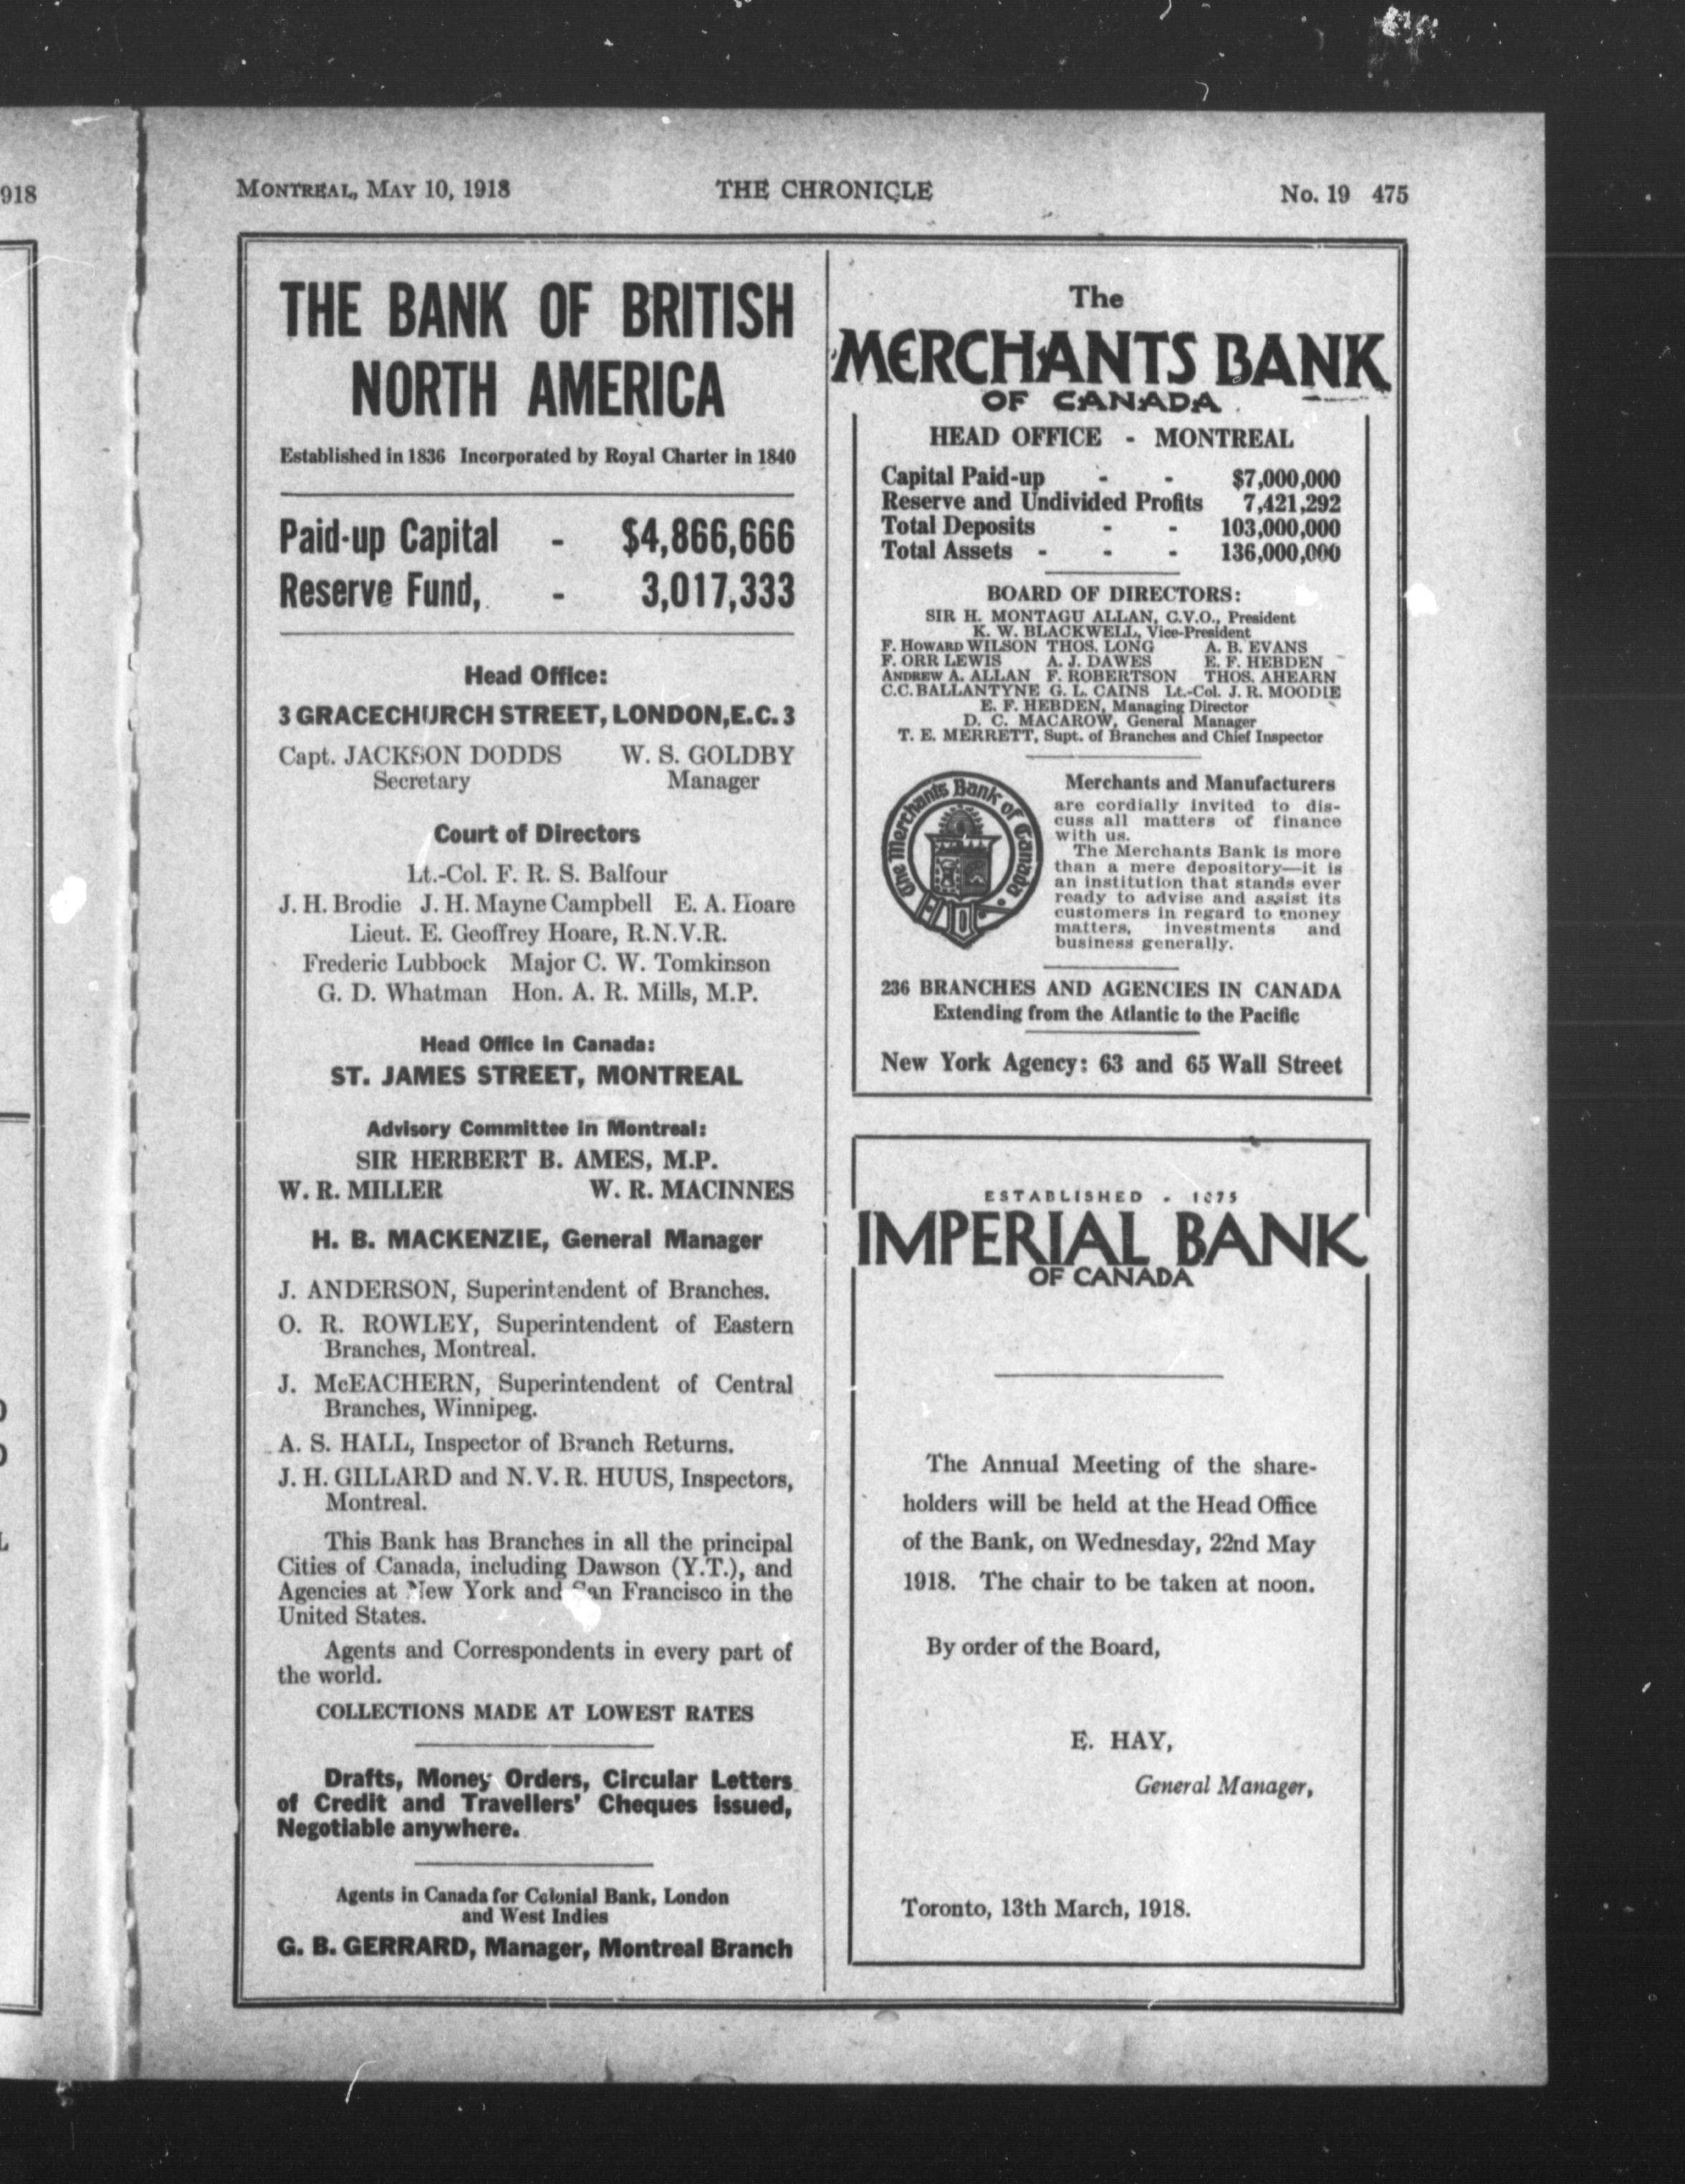 918
MONTREAL, MAY 10, 1918
THE CHRONICLE
No. 19 475
THE BANK OF BRITISH
NORTH AMERICA
Established in 1836 Incorporated by Royal Charter in 1840
Paid-up Capital - $4,866,666
Reserve Fund, - 3,017,333
Head Office:
3 GRACECHURCH STREET, LONDON, E.C. 3
Capt. JACKSON DODDS W. S. GOLDBY
Secretary Manager
Court of Directors
Lt.-Col. F. R. S. Balfour
J. H. Brodie J. H. Mayne Campbell E. A. Hoare
Lieut. E. Geoffrey Hoare, R.N.V.R.
Frederic Lubbock Major C. W. Tomkinson
G. D. Whatman Hon. A. R. Mills, M.P.
Head Office in Canada:
ST. JAMES STREET, MONTREAL
Advisory Committee in Montreal:
SIR HERBERT B. AMES, M.P.
W. R. MILLER W. R. MACINNES
H. B. MACKENZIE, General Manager
J. ANDERSON, Superintendent of Branches.
O. R. ROWLEY, Superintendent of Eastern
Branches, Montreal.
J. McEACHERN, Superintendent of Central
Branches, Winnipeg.
A. S. HALL, Inspector of Branch Returns.
J. H. GILLARD and N. V. R. HUUS, Inspectors,
Montreal.
This Bank has Branches in all the principal
Cities of Canada, including Dawson (Y.T.), and
Agencies at New York and San Francisco in the
United States.
Agents and Correspondents in every part of
the world.
COLLECTIONS MADE AT LOWEST RATES
Drafts, Money Orders, Circular Letters
of Credit and Travellers' Cheques issued,
Negotiable anywhere.
Agents in Canada for Colonial Bank, London
and West Indies
G. B. GERRARD, Manager, Montreal Branch
The
MERCHANTS BANK
OF CANADA
HEAD OFFICE - MONTREAL
Capital Paid-up - - $7,000,000
Reserve and Undivided Profits 7,421,292
Total Deposits - - 103,000,000
Total Assets - - - 136,000,000
BOARD OF DIRECTORS:
SIR H. MONTAGU ALLAN, C.V.O., President
K. W. BLACKWELL, Vice-President
F. HOWARD WILSON THOS. LONG A. B. EVANS
F. ORR LEWIS A. J. DAWES E. F. HEBDEN
ANDREW A. ALLAN F. ROBERTSON THOS. AHEARN
C. C. BALLANTYNE G. L. CAINS Lt.-Col. J. R. MOODIE
E. F. HEBDEN, Managing Director
D. C. MACAROW, General Manager
T. E. MERRETT, Supt. of Branches and Chief Inspector
The Merchants Bank of Canada
Merchants and Manufacturers
are cordially invited to dis-
cuss all matters of finance
with us.
The Merchants Bank is more
than a mere depository—it is
an institution that stands ever
ready to advise and assist its
customers in regard to money
matters, investments and
business generally.
236 BRANCHES AND AGENCIES IN CANADA
Extending from the Atlantic to the Pacific
New York Agency: 63 and 65 Wall Street
ESTABLISHED - 1875
IMPERIAL BANK
OF CANADA
The Annual Meeting of the share-
holders will be held at the Head Office
of the Bank, on Wednesday, 22nd May
1918. The chair to be taken at noon.
By order of the Board,
E. HAY,
General Manager,
Toronto, 13th March, 1918.